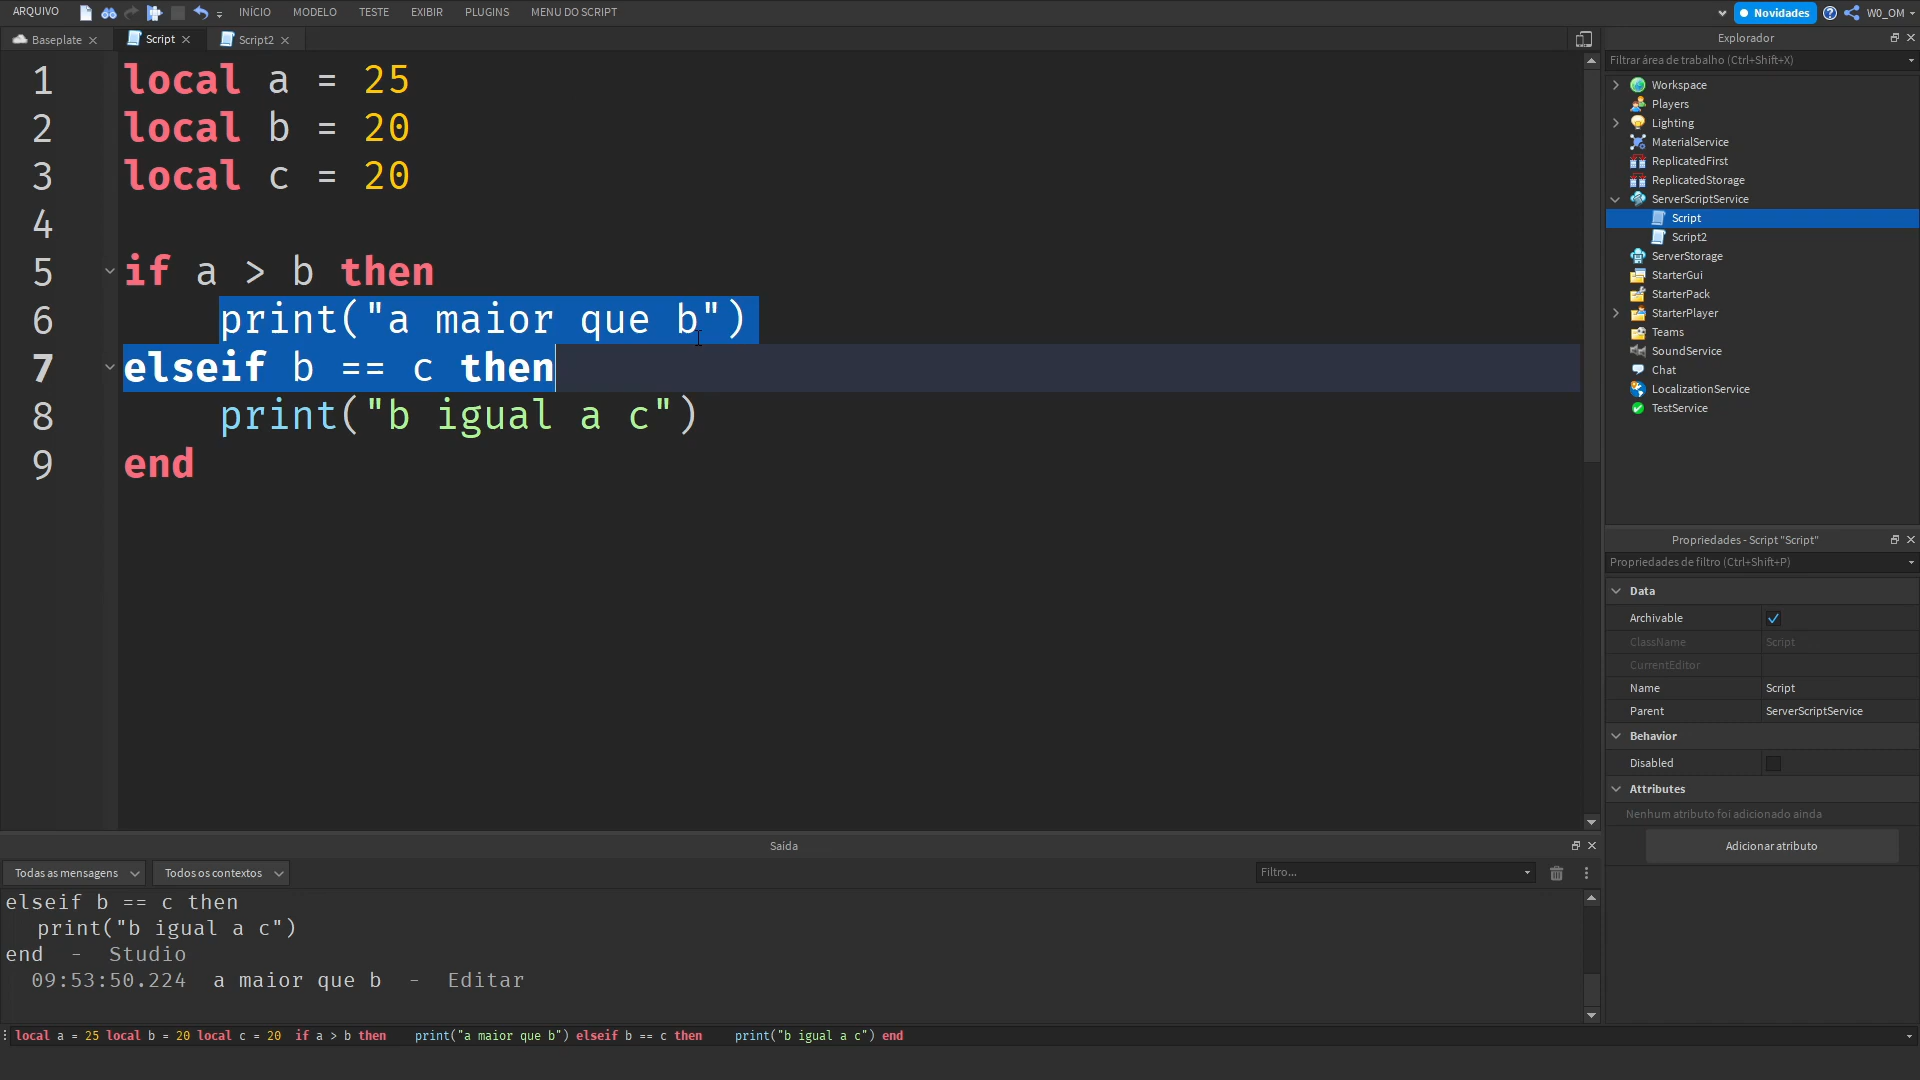 ARQUIVO INÍCIO MODELO TESTE EXIBIR PLUGINS MENU DO SCRIPT Novidades W0_OM
Baseplate Script Script2
1 local a = 25
2 local b = 20
3 local c = 20
4
5 if a > b then
6 print("a maior que b")
7 elseif b == c then
8 print("b igual a c")
9 end
Explorador
Filtrar área de trabalho (Ctrl+Shift+X)
Workspace
Players
Lighting
MaterialService
ReplicatedFirst
ReplicatedStorage
ServerScriptService
Script
Script2
ServerStorage
StarterGui
StarterPack
StarterPlayer
Teams
SoundService
Chat
LocalizationService
TestService
Propriedades - Script "Script"
Propriedades de filtro (Ctrl+Shift+P)
Data
Archivable
ClassName Script
CurrentEditor
Name Script
Parent ServerScriptService
Behavior
Disabled
Attributes
Nenhum atributo foi adicionado ainda
Adicionar atributo
Saída
Todas as mensagens Todos os contextos Filtro...
elseif b == c then
print("b igual a c")
end - Studio
09:53:50.224 a maior que b - Editar
local a = 25 local b = 20 local c = 20 if a > b then print("a maior que b") elseif b == c then print("b igual a c") end